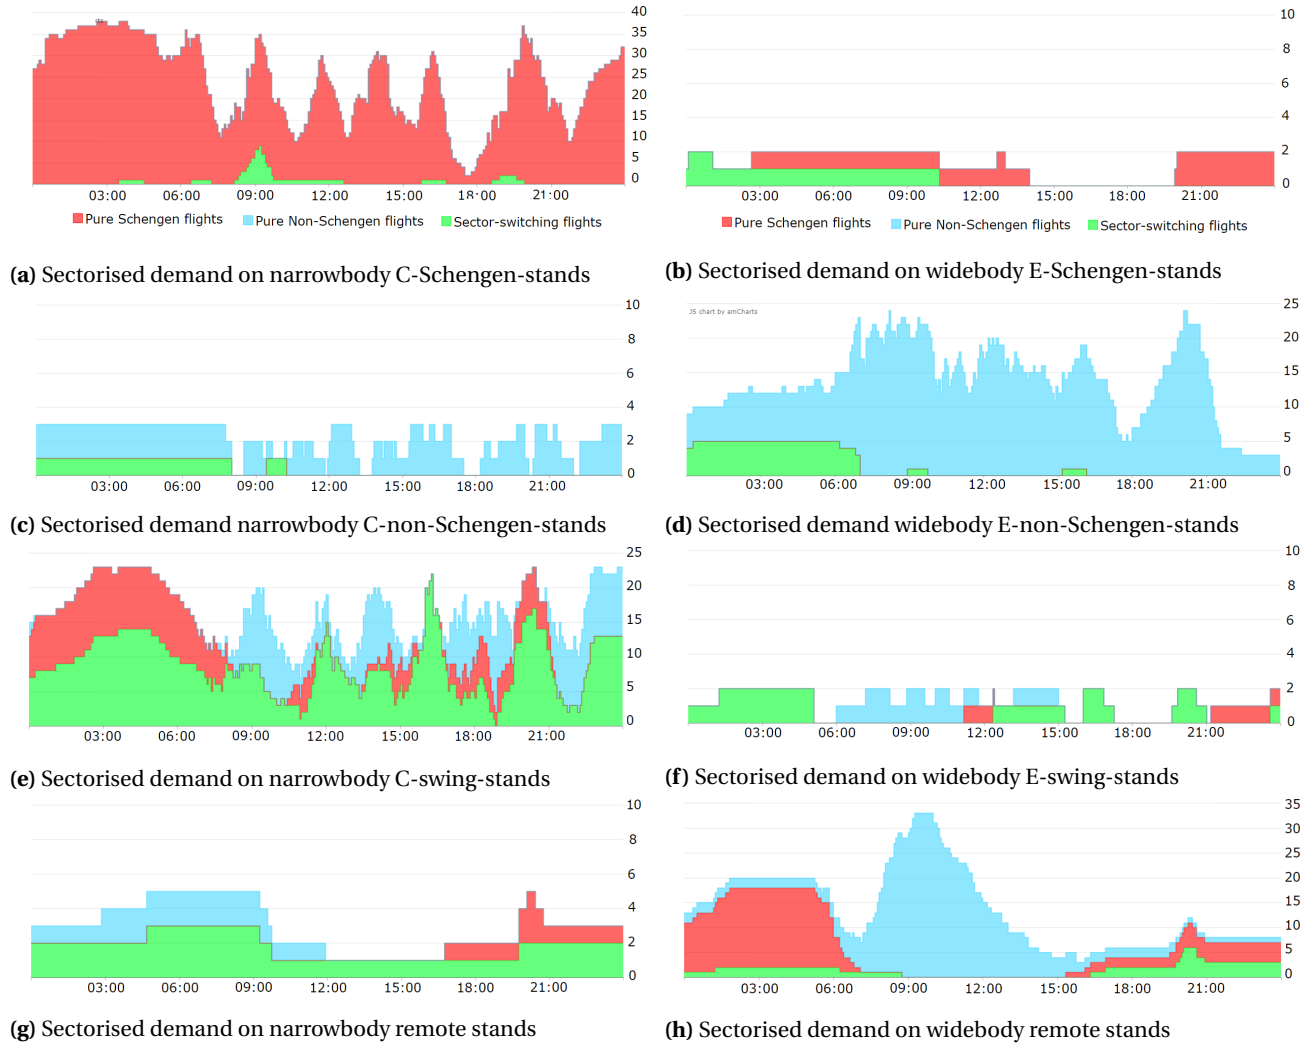 40
35
30
25
20
15
10
5
0
03:00 06:00 09:00 12:00 15:00 18:00 21:00
Pure Schengen flights Pure Non-Schengen flights Sector-switching flights
(a) Sectorised demand on narrowbody C-Schengen-stands
10
8
6
4
2
0
03:00 06:00 09:00 12:00 15:00 18:00 21:00
Pure Schengen flights Pure Non-Schengen flights Sector-switching flights
(b) Sectorised demand on widebody E-Schengen-stands
10
8
6
4
2
0
03:00 06:00 09:00 12:00 15:00 18:00 21:00
(c) Sectorised demand narrowbody C-non-Schengen-stands
JS chart by amCharts
25
20
15
10
5
0
03:00 06:00 09:00 12:00 15:00 18:00 21:00
(d) Sectorised demand widebody E-non-Schengen-stands
25
20
15
10
5
0
03:00 06:00 09:00 12:00 15:00 18:00 21:00
(e) Sectorised demand on narrowbody C-swing-stands
10
8
6
4
2
0
03:00 06:00 09:00 12:00 15:00 18:00 21:00
(f) Sectorised demand on widebody E-swing-stands
10
8
6
4
2
0
03:00 06:00 09:00 12:00 15:00 18:00 21:00
(g) Sectorised demand on narrowbody remote stands
35
30
25
20
15
10
5
0
03:00 06:00 09:00 12:00 15:00 18:00 21:00
(h) Sectorised demand on widebody remote stands